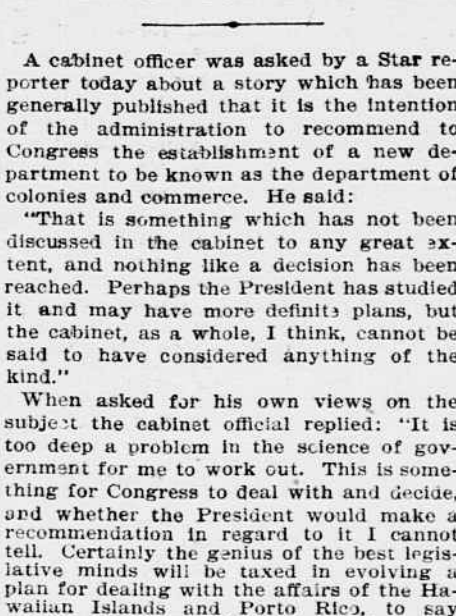 A cabinet officer was asked by a Star re-
porter today about a story which has been
generally published that it is the intention
of the administration to recommend to
Congress the establishment of a new de-
partment to be known as the department of
colonies and commerce. He said:
"That is something which has not been
discussed in the cabinet to any great ex-
tent, and nothing like a decision has been
reached. Perhaps the President has studied
it and may have more definite plans, but
the cabinet, as a whole, I think, cannot be
said to have considered anything of the
kind."
When asked for his own views on the
subject the cabinet official replied: "It is
too deep a problem in the science of gov-
ernment for me to work out. This is some-
thing for Congress to deal with and decide,
and whether the President would make a
recommendation in regard to it I cannot
tell. Certainly the genius of the best legis-
lative minds will be taxed in evolving a
plan for dealing with the affairs of the Ha-
waiian Islands and Porto Rico, to say